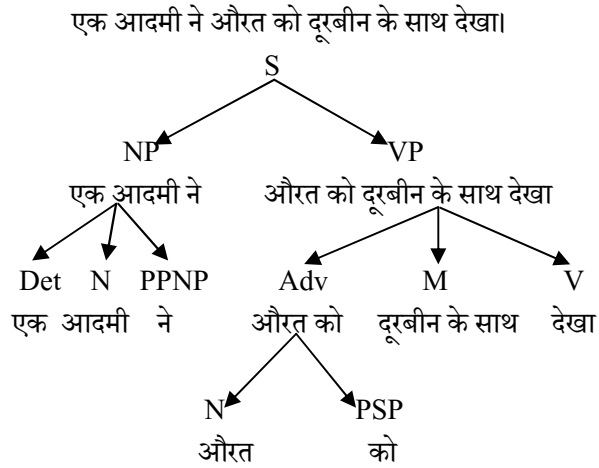 एक आदमी ने औरत को दूरबीन के साथ देखा।
S
NP VP
एक आदमी ने औरत को दूरबीन के साथ देखा
Det N PPNP Adv M V
एक आदमी ने औरत को दूरबीन के साथ देखा
N PSP
औरत को